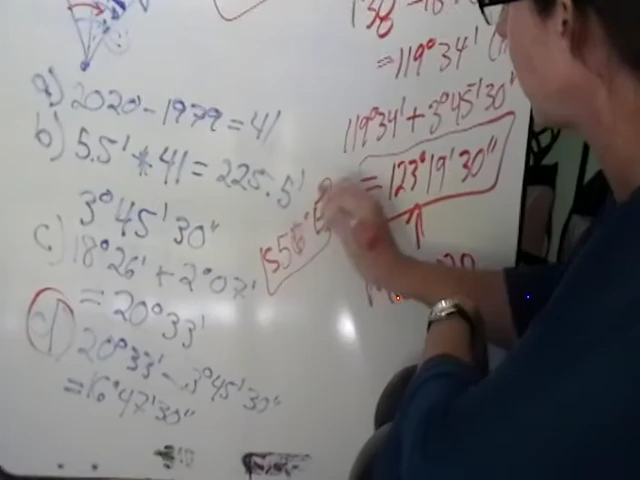 a) 2020 - 1979 = 41
b) 5.5' * 41 = 225.5'
3°45'30"
c) 18°26' + 2°07'
= 20°33'
d) 20°33' - 3°45'30"
= 16°47'30"
= 119°34'
119°34' + 3°45'30"
= 123°19'30"
S56°E